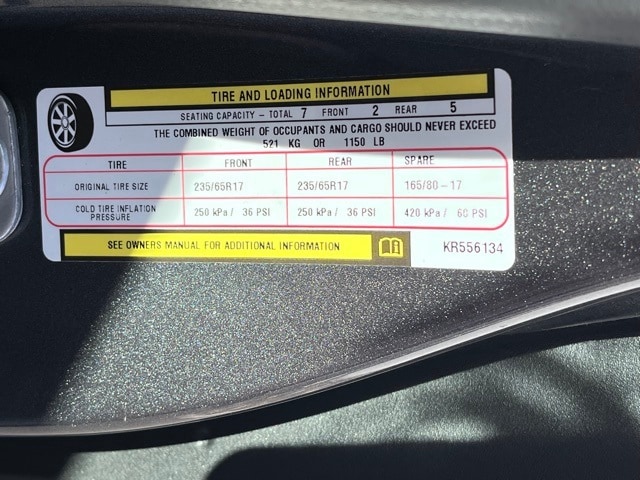 TIRE AND LOADING INFORMATION
SEATING CAPACITY – TOTAL 7 FRONT 2 REAR 5
THE COMBINED WEIGHT OF OCCUPANTS AND CARGO SHOULD NEVER EXCEED
521 KG OR 1150 LB
TIRE FRONT REAR SPARE
ORIGINAL TIRE SIZE 235/65R17 235/65R17 165/80-17
COLD TIRE INFLATION PRESSURE 250 kPa / 36 PSI 250 kPa / 36 PSI 420 kPa / 60 PSI
SEE OWNERS MANUAL FOR ADDITIONAL INFORMATION KR556134